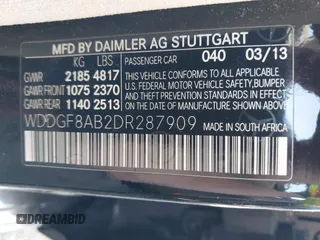 MFD BY DAIMLER AG STUTTGART
KG LBS PASSENGER CAR 040 03/13
GVWR 2185 4817 THIS VEHICLE CONFORMS TO ALL APPLICABLE
GAWR FRONT 1075 2370 U.S. FEDERAL MOTOR VEHICLE SAFETY, BUMPER,
GAWR REAR 1140 2513 AND THEFT PREVENTION STANDARDS IN EFFECT ON THE DATE OF MANUFACTURE SHOWN ABOVE.
WDDGF8AB2DR287909
MADE IN SOUTH AFRICA
DREAMBID